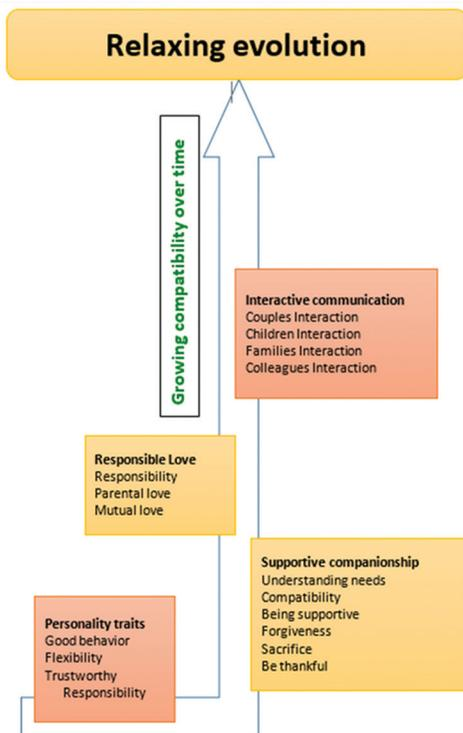 Relaxing evolution
Growing compatibility over time
Interactive communication
Couples Interaction
Children Interaction
Families Interaction
Colleagues Interaction
Responsible Love
Responsibility
Parental love
Mutual love
Supportive companionship
Understanding needs
Compatibility
Being supportive
Forgiveness
Sacrifice
Be thankful
Personality traits
Good behavior
Flexibility
Trustworthy
Responsibility